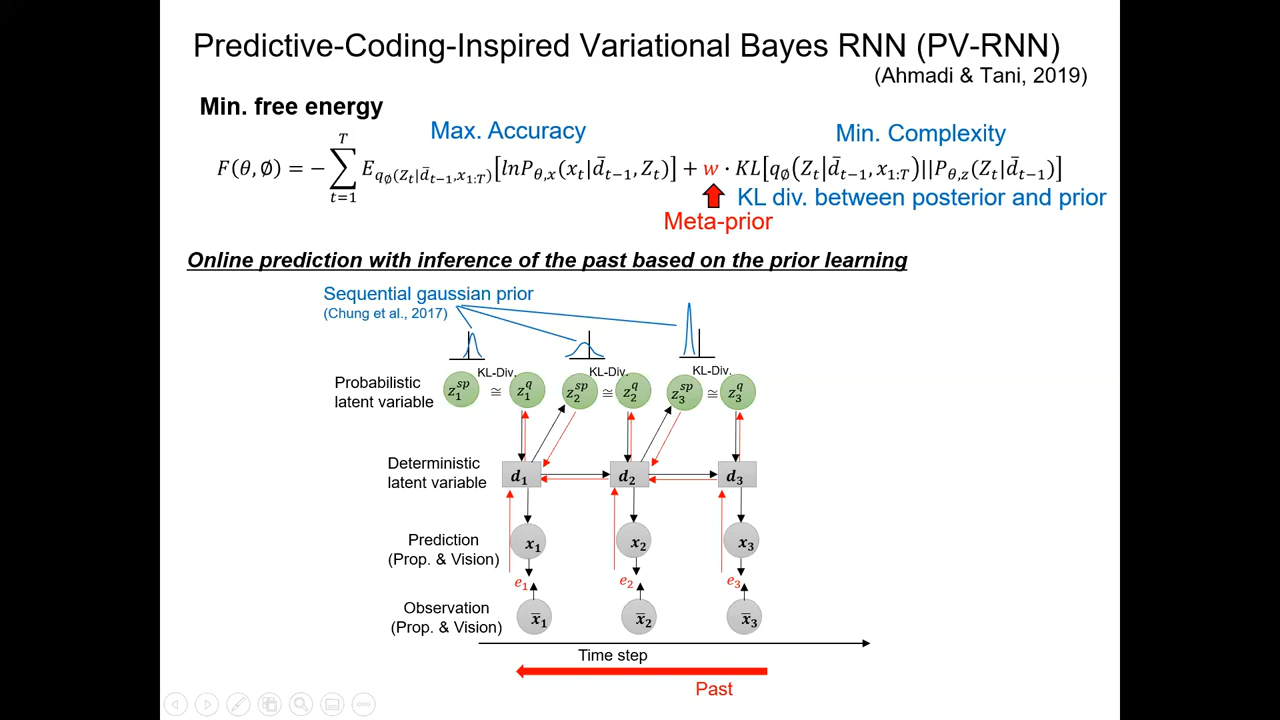 Predictive-Coding-Inspired Variational Bayes RNN (PV-RNN)
(Ahmadi & Tani, 2019)
Min. free energy
Max. Accuracy
Min. Complexity
F(θ,∅) = −∑_{t=1}^{T} E_{q_∅(Z_t|d̄_{t−1},x_{1:T})}[lnP_{θ,x}(x_t|d̄_{t−1},Z_t)] + w · KL[q_∅(Z_t|d̄_{t−1},x_{1:T})||P_{θ,z}(Z_t|d̄_{t−1})]
KL div. between posterior and prior
Meta-prior
Online prediction with inference of the past based on the prior learning
Sequential gaussian prior
(Chung et al., 2017)
KL-Div. KL-Div. KL-Div.
Probabilistic
latent variable
z_1^{sp} ≅ z_1^q z_2^{sp} ≅ z_2^q z_3^{sp} ≅ z_3^q
Deterministic
latent variable
d_1 d_2 d_3
Prediction
(Prop. & Vision)
x_1 x_2 x_3
e_1 e_2 e_3
Observation
(Prop. & Vision)
x̄_1 x̄_2 x̄_3
Time step
Past